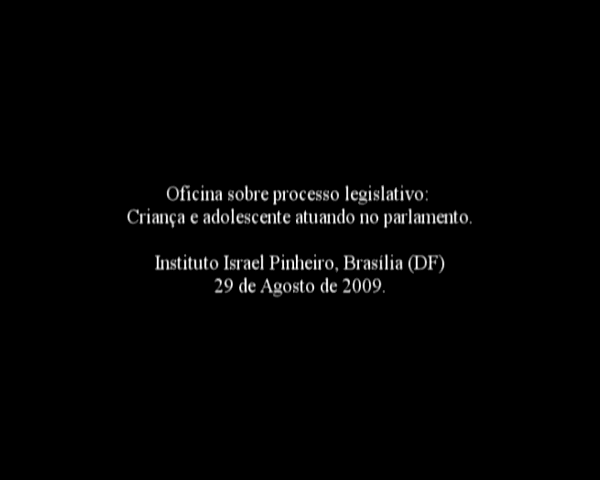 Oficina sobre processo legislativo:
Criança e adolescente atuando no parlamento.
Instituto Israel Pinheiro, Brasília (DF)
29 de Agosto de 2009.